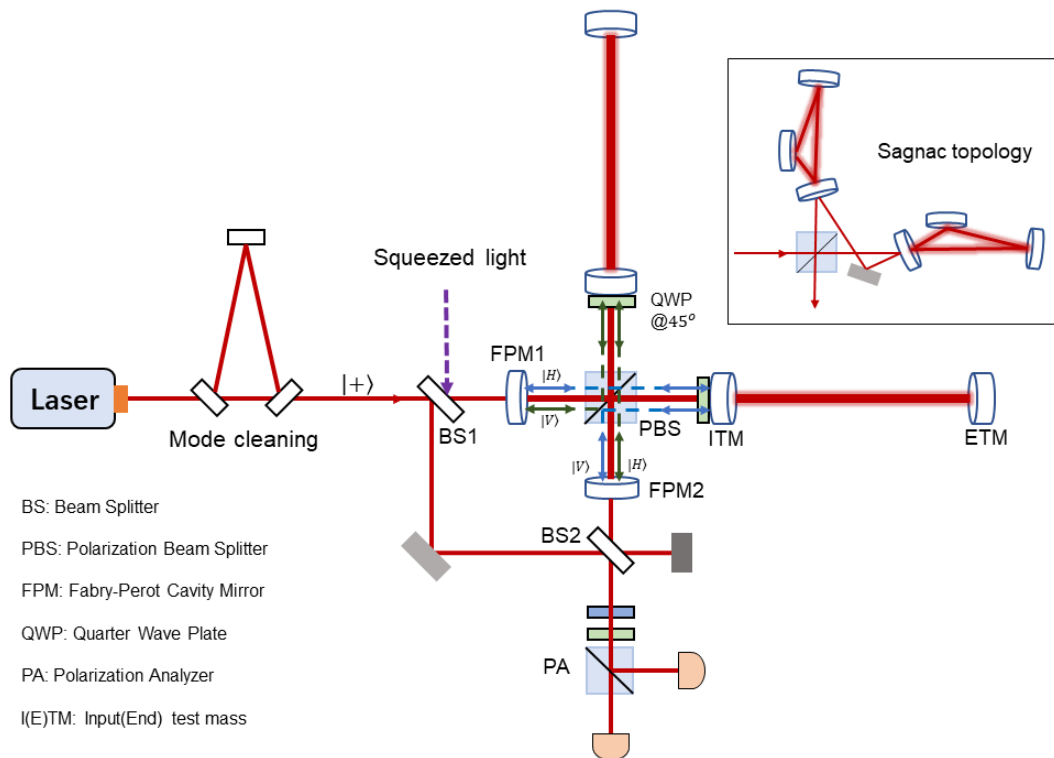 Sagnac topology
Squeezed light
QWP
@45°
FPM1
|H⟩
Laser
|+⟩
|V⟩
BS1
PBS
ITM
ETM
Mode cleaning
|V⟩
|H⟩
FPM2
BS: Beam Splitter
BS2
PBS: Polarization Beam Splitter
FPM: Fabry-Perot Cavity Mirror
QWP: Quarter Wave Plate
PA
PA: Polarization Analyzer
I(E)TM: Input(End) test mass